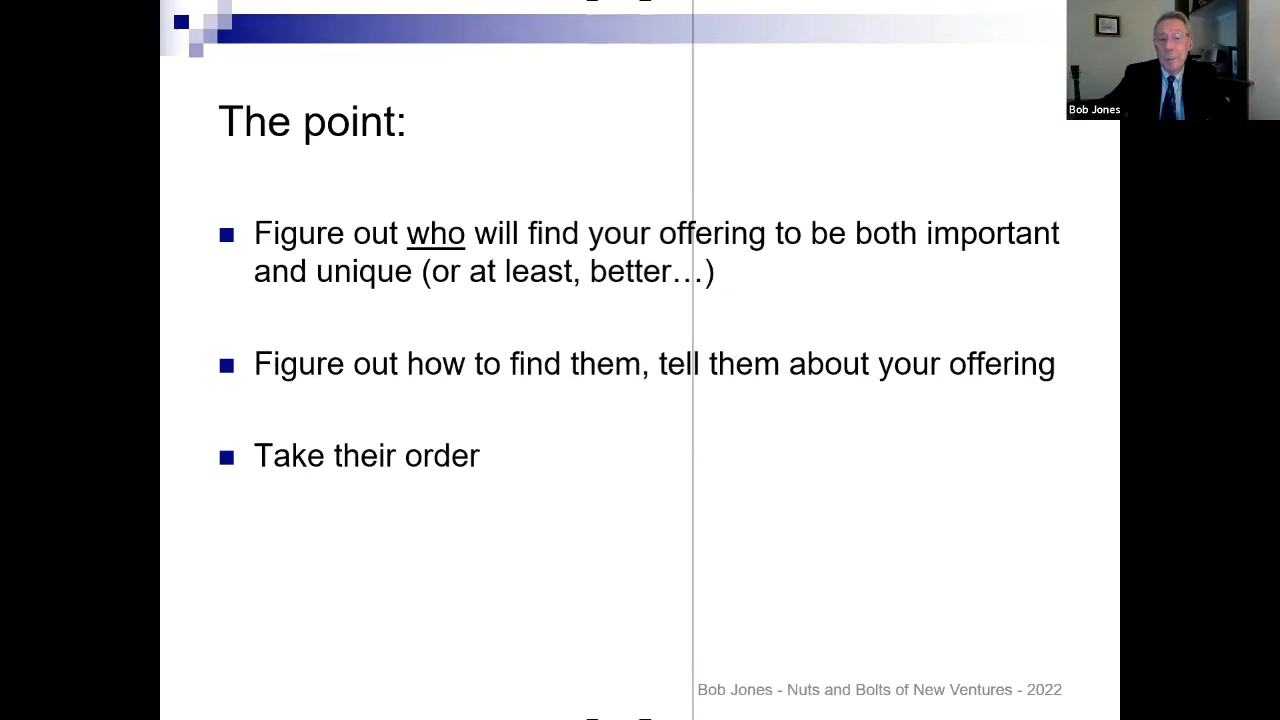 Bob Jones
The point:
Figure out who will find your offering to be both important
and unique (or at least, better…)
Figure out how to find them, tell them about your offering
Take their order
Bob Jones - Nuts and Bolts of New Ventures - 2022